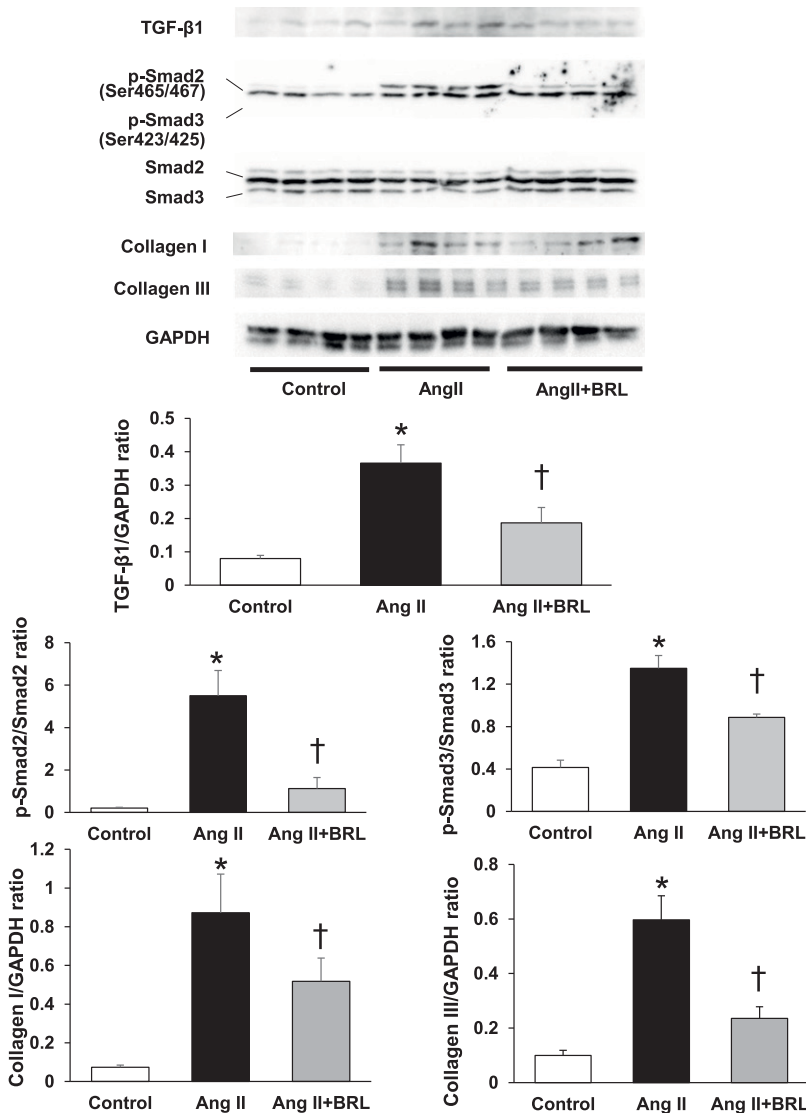 TGF-β1
p-Smad2
(Ser465/467)
p-Smad3
(Ser423/425)
Smad2
Smad3
Collagen I
Collagen III
GAPDH
Control AngII AngII+BRL
TGF-β1/GAPDH ratio
0.5
0.4
0.3
0.2
0.1
0
*
†
Control Ang II Ang II+BRL
p-Smad2/Smad2 ratio
8
6
4
2
0
*
†
Control Ang II Ang II+BRL
p-Smad3/Smad3 ratio
1.6
1.2
0.8
0.4
0
*
†
Control Ang II Ang II+BRL
Collagen I/GAPDH ratio
1.2
1
0.8
0.6
0.4
0.2
0
*
†
Control Ang II Ang II+BRL
Collagen III/GAPDH ratio
0.8
0.6
0.4
0.2
0
*
†
Control Ang II Ang II+BRL